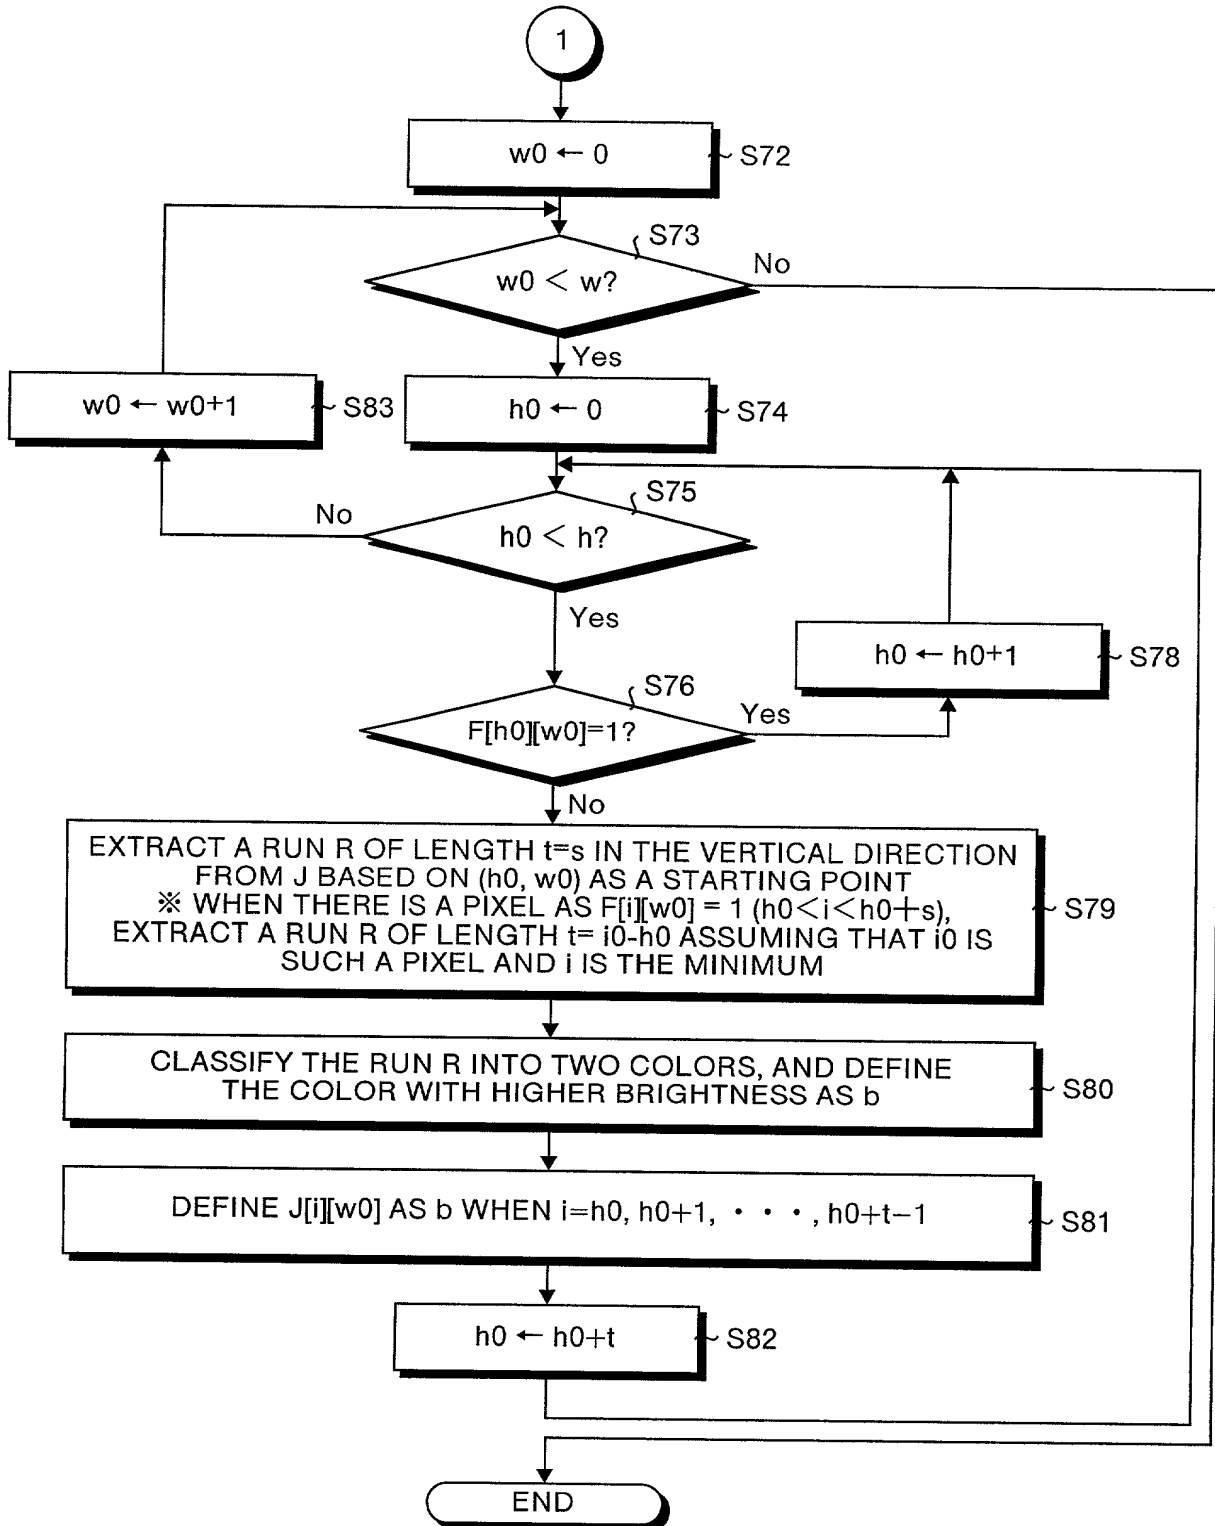 1
w0 ← 0
S72
S73
w0 < w?
No
Yes
w0 ← w0+1
S83
h0 ← 0
S74
S75
No
h0 < h?
Yes
h0 ← h0+1
S78
S76
F[h0][w0]=1?
Yes
No
EXTRACT A RUN R OF LENGTH t=s IN THE VERTICAL DIRECTION
FROM J BASED ON (h0, w0) AS A STARTING POINT
※ WHEN THERE IS A PIXEL AS F[i][w0] = 1 (h0<i<h0+s),
EXTRACT A RUN R OF LENGTH t= i0-h0 ASSUMING THAT i0 IS
SUCH A PIXEL AND i IS THE MINIMUM
S79
CLASSIFY THE RUN R INTO TWO COLORS, AND DEFINE
THE COLOR WITH HIGHER BRIGHTNESS AS b
S80
DEFINE J[i][w0] AS b WHEN i=h0, h0+1, ・・・, h0+t−1
S81
h0 ← h0+t
S82
END